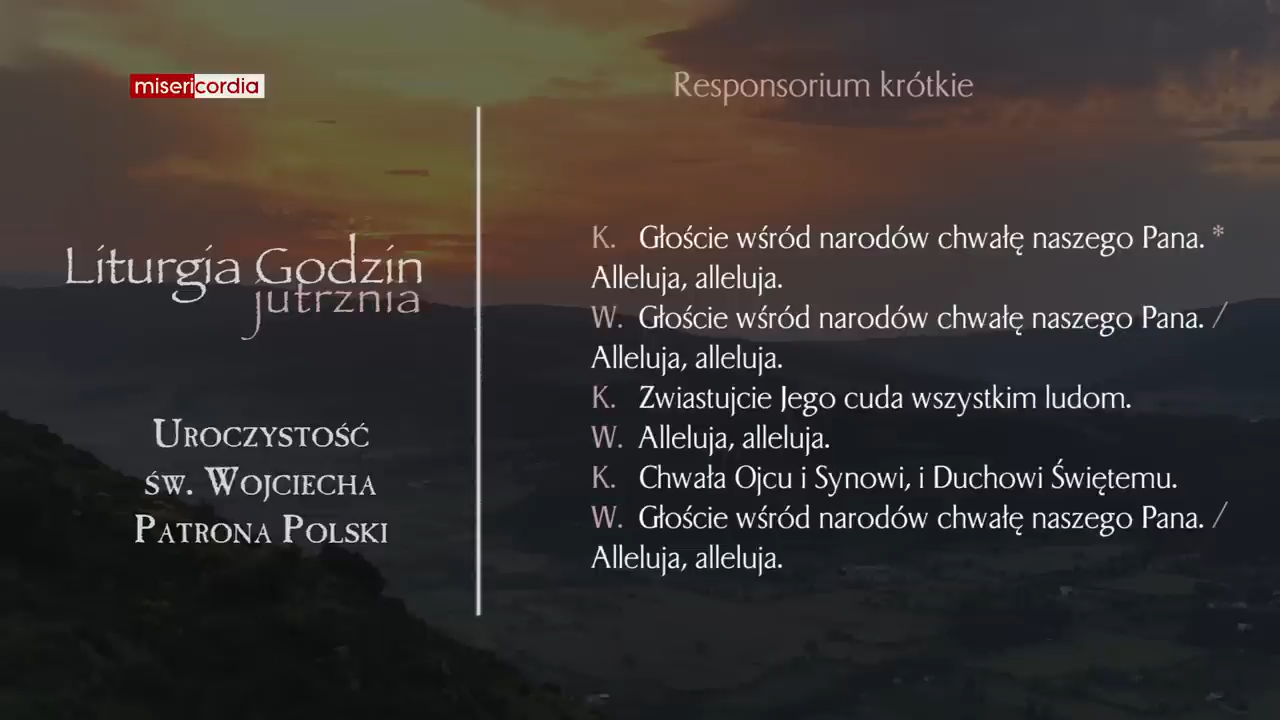 misericordia
Liturgia Godzin
jutrznia
Uroczystość
św. Wojciecha
Patrona Polski
Responsorium krótkie
K. Głoście wśród narodów chwałę naszego Pana. *
Alleluja, alleluja.
W. Głoście wśród narodów chwałę naszego Pana. /
Alleluja, alleluja.
K. Zwiastujcie Jego cuda wszystkim ludom.
W. Alleluja, alleluja.
K. Chwała Ojcu i Synowi, i Duchowi Świętemu.
W. Głoście wśród narodów chwałę naszego Pana. /
Alleluja, alleluja.